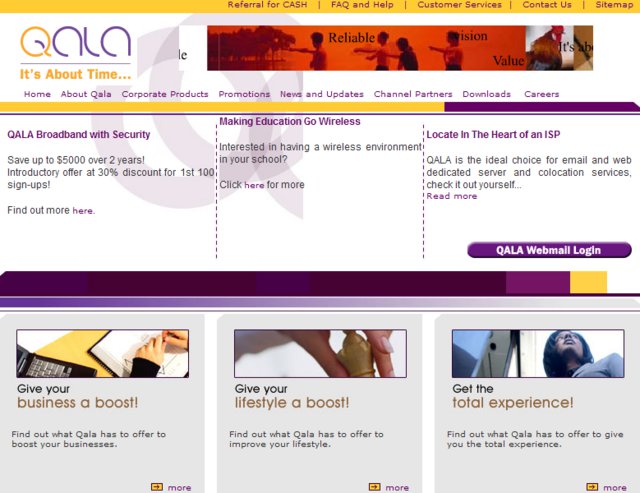 Referral for CASH | FAQ and Help | Customer Services | Contact Us | Sitemap
QALA
It's About Time...
le
Reliable
vision
Value
It's ab
Home About Qala Corporate Products Promotions News and Updates Channel Partners Downloads Careers
QALA Broadband with Security
Save up to $5000 over 2 years!
Introductory offer at 30% discount for 1st 100
sign-ups!
Find out more here.
Making Education Go Wireless
Interested in having a wireless environment
in your school?
Click here for more
Locate In The Heart of an ISP
QALA is the ideal choice for email and web
dedicated server and colocation services,
check it out yourself...
Read more
QALA Webmail Login
Give your
business a boost!
Find out what Qala has to offer to
boost your businesses.
more
Give your
lifestyle a boost!
Find out what Qala has to offer to
improve your lifestyle.
more
Get the
total experience!
Find out what Qala has to offer to give
you the total experience.
more